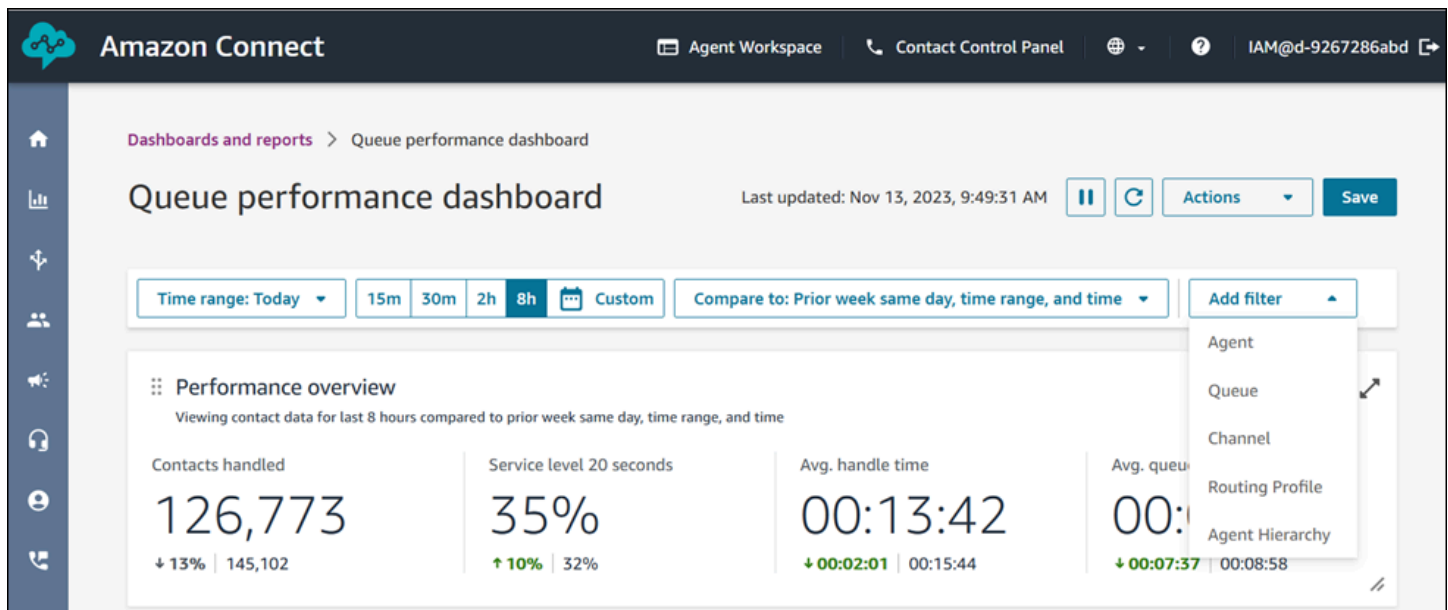 Amazon Connect
Agent Workspace
Contact Control Panel
IAM@d-9267286abd
Dashboards and reports > Queue performance dashboard
Queue performance dashboard
Last updated: Nov 13, 2023, 9:49:31 AM
Actions
Save
Time range: Today
15m 30m 2h 8h Custom
Compare to: Prior week same day, time range, and time
Add filter
Agent
Queue
Channel
Routing Profile
Agent Hierarchy
Performance overview
Viewing contact data for last 8 hours compared to prior week same day, time range, and time
Contacts handled
126,773
↓ 13% | 145,102
Service level 20 seconds
35%
↑ 10% | 32%
Avg. handle time
00:13:42
↓ 00:02:01 | 00:15:44
Avg.
00:
↓ 00:07:37 | 00:08:58